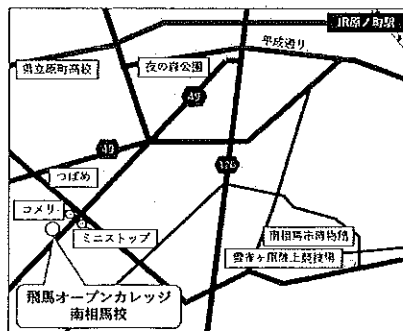 JR原ノ町駅
平成通り
県立原町高校
夜の森公園
49
49
つばめ
120
コメリ
ミニストップ
南相馬市博物館
雲雀ヶ原陸上競技場
飛馬オープンカレッジ
南相馬校